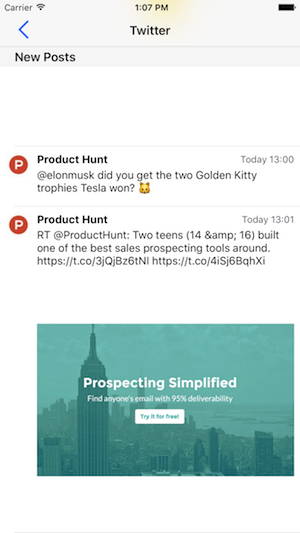 Carrier 1:07 PM
Twitter
New Posts
P Product Hunt Today 13:00
@elonmusk did you get the two Golden Kitty
trophies Tesla won? 🐱
P Product Hunt Today 13:01
RT @ProductHunt: Two teens (14 &amp; 16) built
one of the best sales prospecting tools around.
https://t.co/3jQjBz6tNl https://t.co/4iSj6BqhXi
Prospecting Simplified
Find anyone's email with 95% deliverability
Try it for free!